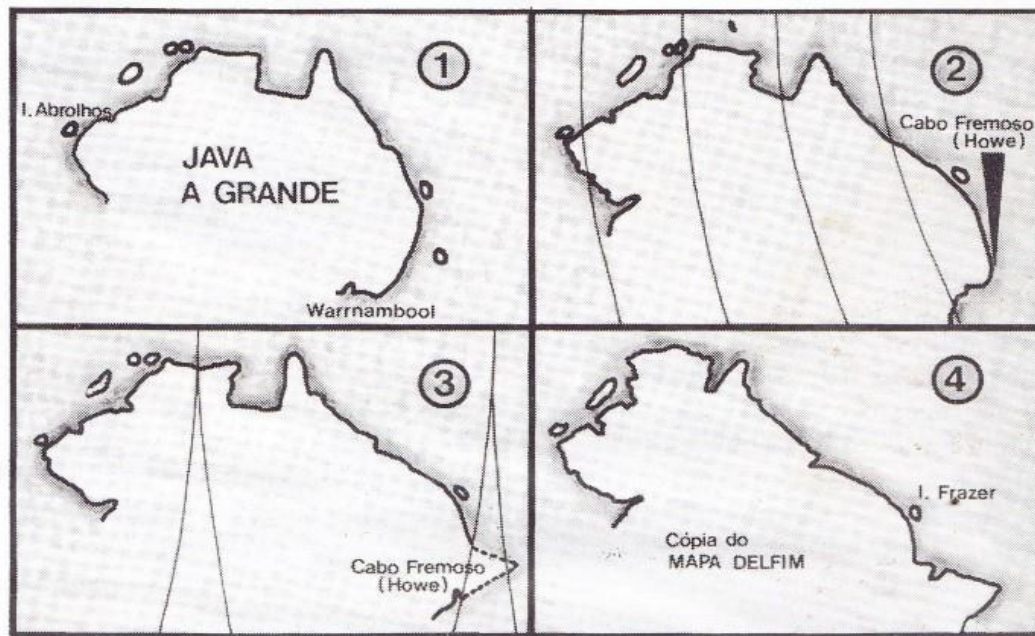 1
I. Abrolhos
JAVA
A GRANDE
Warrnambool
2
Cabo Fremoso
(Howe)
3
Cabo Fremoso
(Howe)
4
I. Frazer
Cópia do
MAPA DELFIM